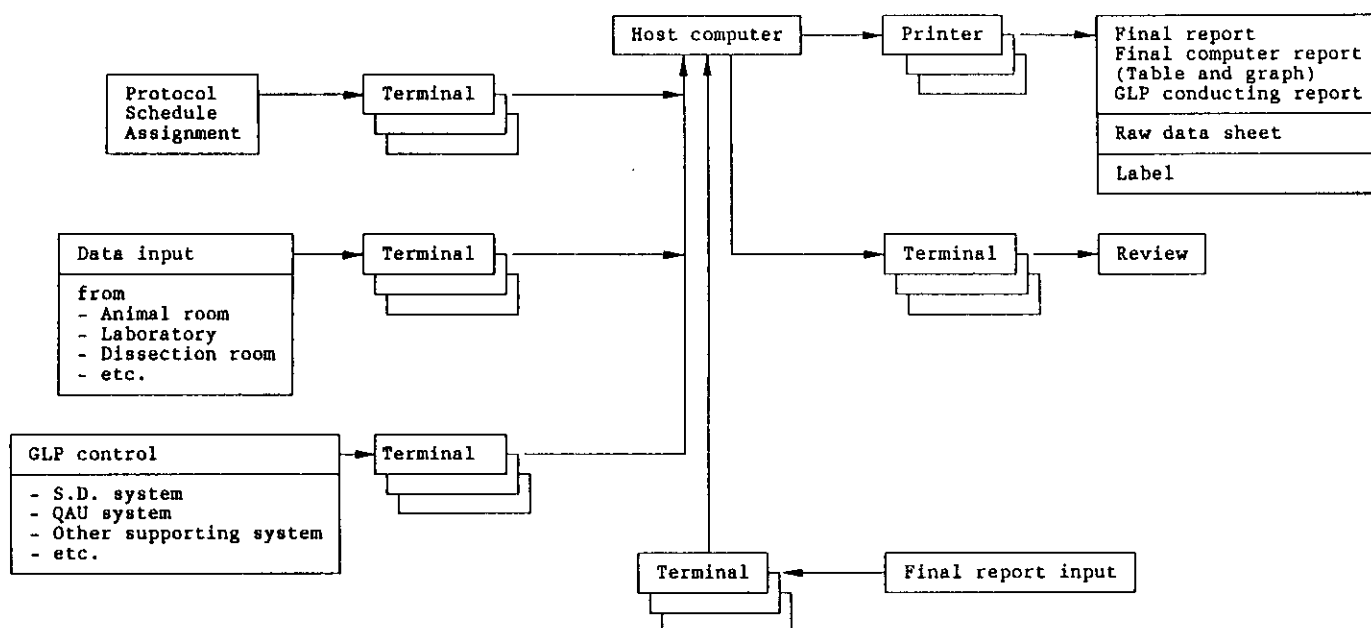 Host computer
Printer
Final report
Final computer report
(Table and graph)
GLP conducting report
Raw data sheet
Label
Protocol
Schedule
Assignment
Terminal
Data input
from
- Animal room
- Laboratory
- Dissection room
- etc.
Terminal
Terminal
Review
GLP control
- S.D. system
- QAU system
- Other supporting system
- etc.
Terminal
Terminal
Final report input